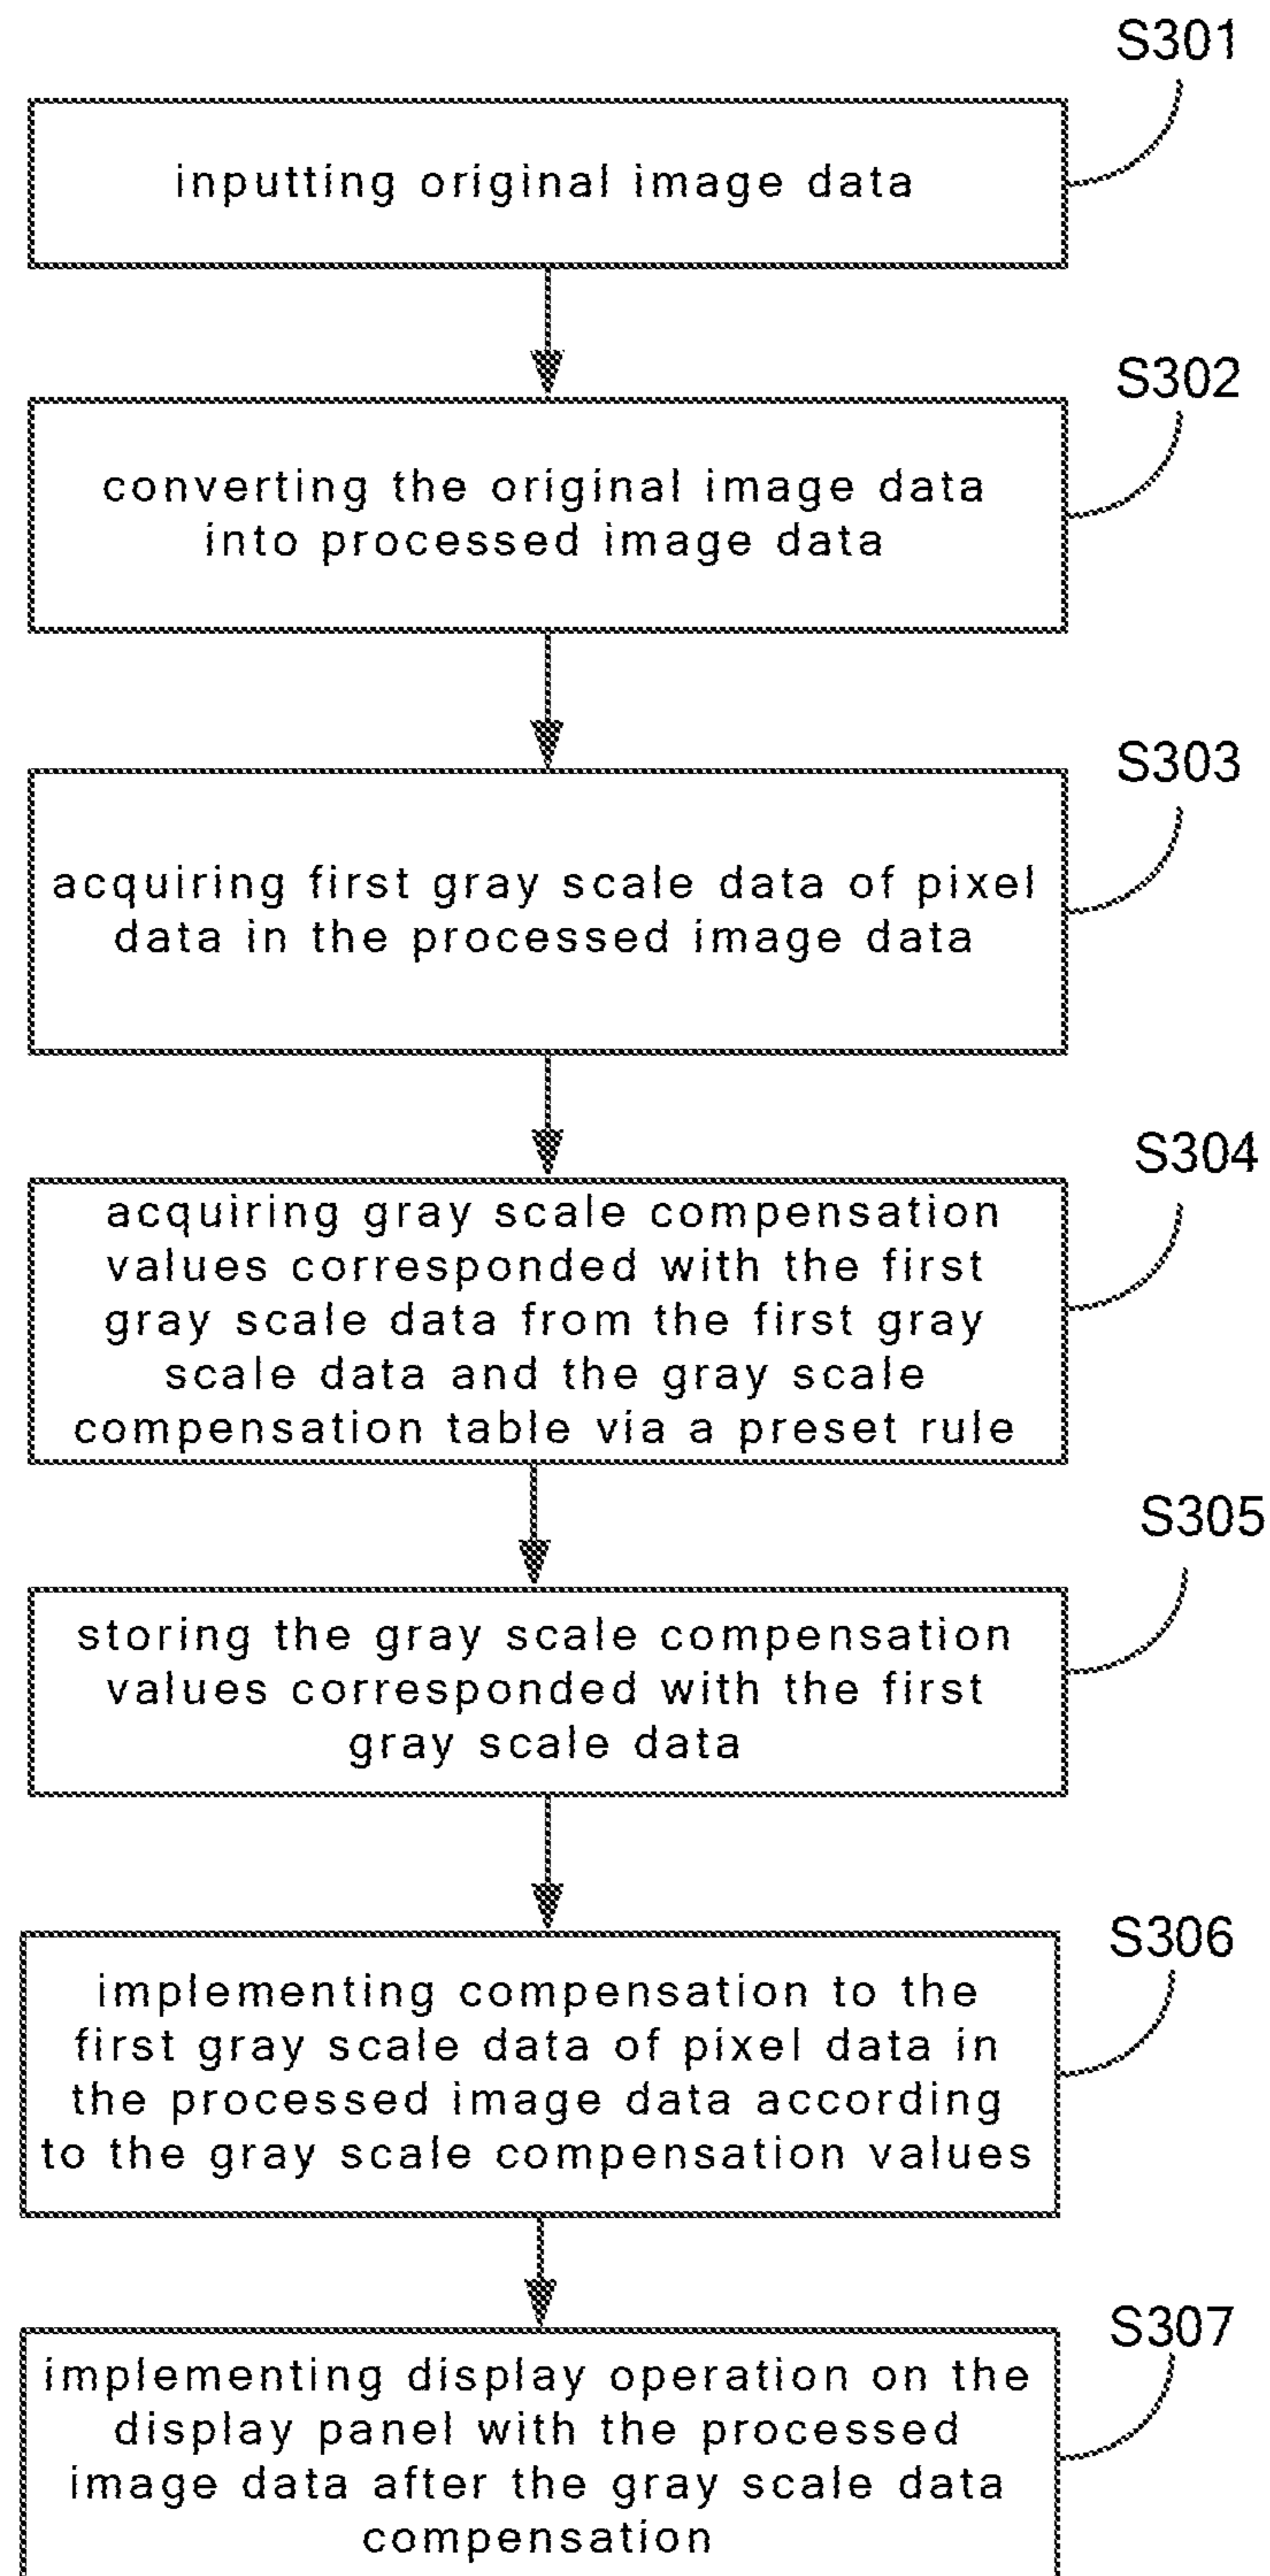 S301
inputting original image data
S302
converting the original image data
into processed image data
S303
acquiring first gray scale data of pixel
data in the processed image data
S304
acquiring gray scale compensation
values corresponded with the first
gray scale data from the first gray
scale data and the gray scale
compensation table via a preset rule
S305
storing the gray scale compensation
values corresponded with the first
gray scale data
S306
implementing compensation to the
first gray scale data of pixel data in
the processed image data according
to the gray scale compensation values
S307
implementing display operation on the
display panel with the processed
image data after the gray scale data
compensation